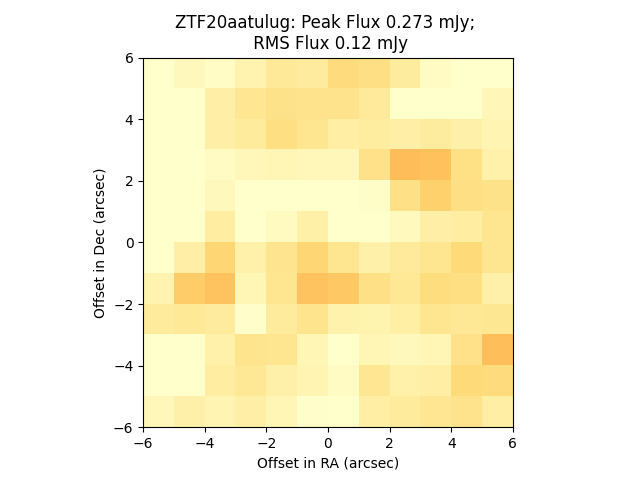 ZTF20aatulug: Peak Flux 0.273 mJy;
RMS Flux 0.12 mJy
6
4
2
0
−2
−4
−6
Offset in Dec (arcsec)
−6 −4 −2 0 2 4 6
Offset in RA (arcsec)